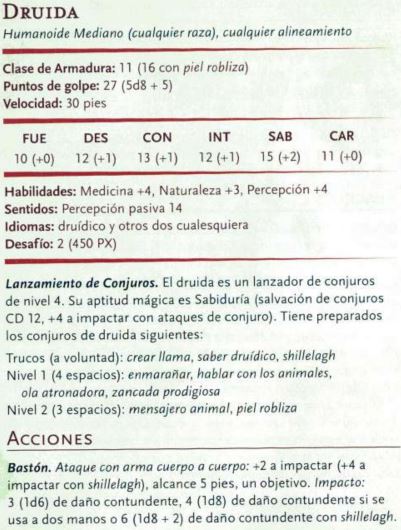 DRUIDA
Humanoide Mediano (cualquier raza), cualquier alineamiento
Clase de Armadura: 11 (16 con piel robliza)
Puntos de golpe: 27 (5d8 + 5)
Velocidad: 30 pies
FUE DES CON INT SAB CAR
10 (+0) 12 (+1) 13 (+1) 12 (+1) 15 (+2) 11 (+0)
Habilidades: Medicina +4, Naturaleza +3, Percepción +4
Sentidos: Percepción pasiva 14
Idiomas: druídico y otros dos cualesquiera
Desafío: 2 (450 PX)
Lanzamiento de Conjuros. El druida es un lanzador de conjuros
de nivel 4. Su aptitud mágica es Sabiduría (salvación de conjuros
CD 12, +4 a impactar con ataques de conjuro). Tiene preparados
los conjuros de druida siguientes:
Trucos (a voluntad): crear llama, saber druídico, shillelagh
Nivel 1 (4 espacios): enmarañar, hablar con los animales,
ola atronadora, zancada prodigiosa
Nivel 2 (3 espacios): mensajero animal, piel robliza
ACCIONES
Bastón. Ataque con arma cuerpo a cuerpo: +2 a impactar (+4 a
impactar con shillelagh), alcance 5 pies, un objetivo. Impacto:
3 (1d6) de daño contundente, 4 (1d8) de daño contundente si se
usa a dos manos o 6 (1d8 + 2) de daño contundente con shillelagh.